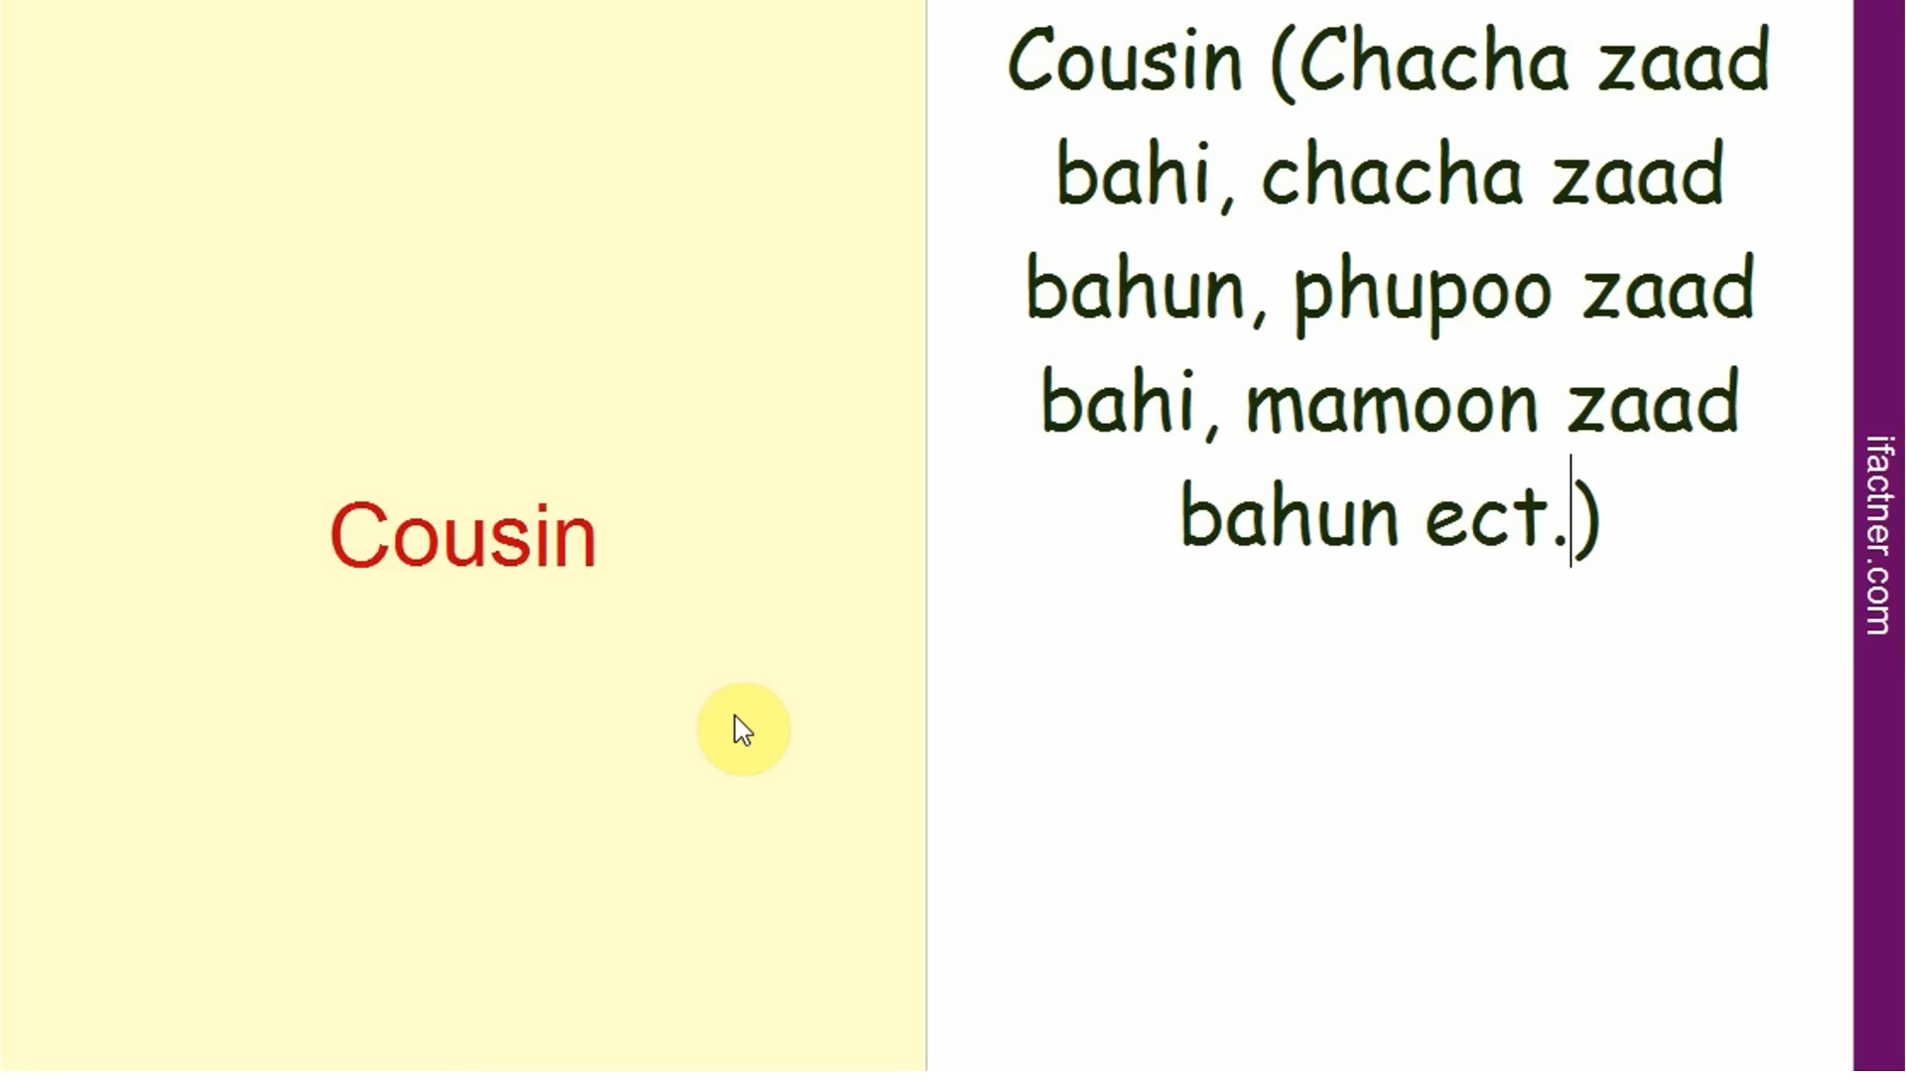 Cousin
Cousin (Chacha zaad
bahi, chacha zaad
bahun, phupoo zaad
bahi, mamoon zaad
bahun ect.)
ifactner.com